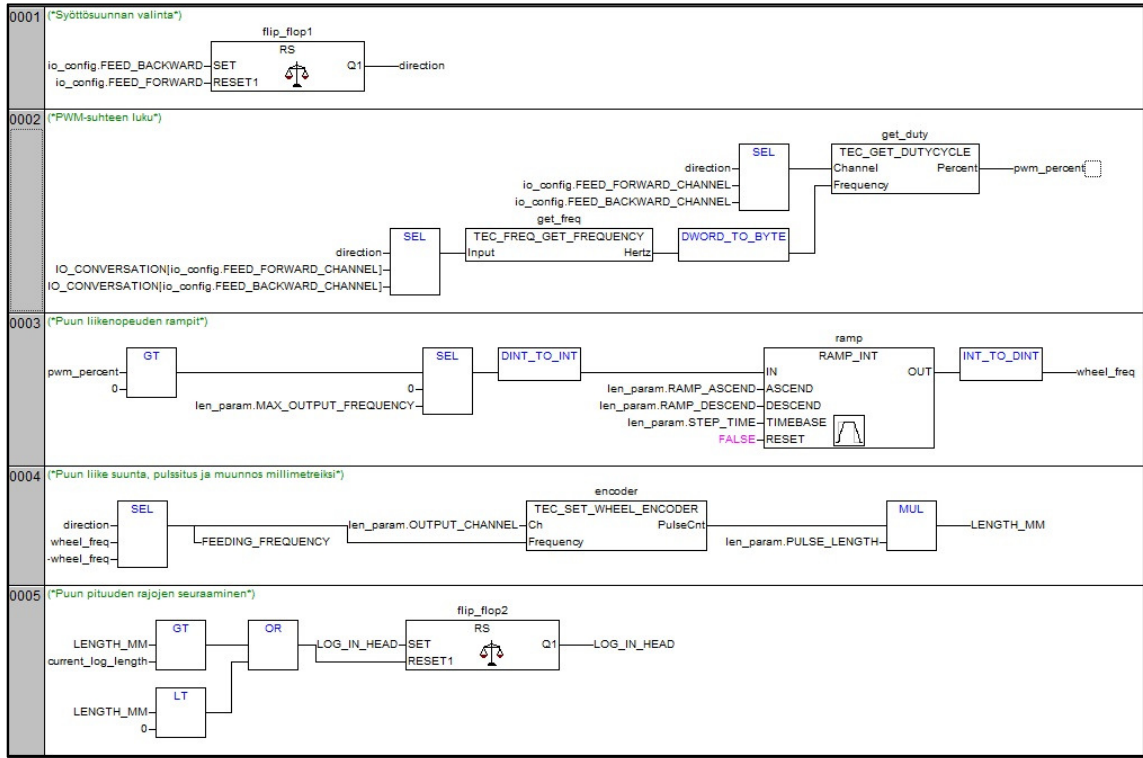 0001 (*Syöttösuunnan valinta*)
flip_flop1
RS
io_config.FEED_BACKWARD SET Q1 direction
io_config.FEED_FORWARD RESET1
0002 (*PWM-suhteen luku*)
get_duty
SEL TEC_GET_DUTYCYCLE
direction Channel Percent pwm_percent
io_config.FEED_FORWARD_CHANNEL Frequency
io_config.FEED_BACKWARD_CHANNEL
get_freq
SEL TEC_FREQ_GET_FREQUENCY DWORD_TO_BYTE
direction Input Hertz
IO_CONVERSATION[io_config.FEED_FORWARD_CHANNEL]
IO_CONVERSATION[io_config.FEED_BACKWARD_CHANNEL]
0003 (*Puun liikenopeuden rampit*)
ramp
GT SEL DINT_TO_INT RAMP_INT INT_TO_DINT
pwm_percent IN OUT wheel_freq
0 0 len_param.RAMP_ASCEND ASCEND
len_param.MAX_OUTPUT_FREQUENCY len_param.RAMP_DESCEND DESCEND
len_param.STEP_TIME TIMEBASE
FALSE RESET
0004 (*Puun liike suunta, pulssitus ja muunnos millimetreiksi*)
encoder
SEL TEC_SET_WHEEL_ENCODER MUL
direction len_param.OUTPUT_CHANNEL Ch PulseCnt LENGTH_MM
wheel_freq FEEDING_FREQUENCY Frequency len_param.PULSE_LENGTH
-wheel_freq
0005 (*Puun pituuden rajojen seuraaminen*)
flip_flop2
GT OR RS
LENGTH_MM LOG_IN_HEAD SET Q1 LOG_IN_HEAD
current_log_length RESET1
LT
LENGTH_MM
0